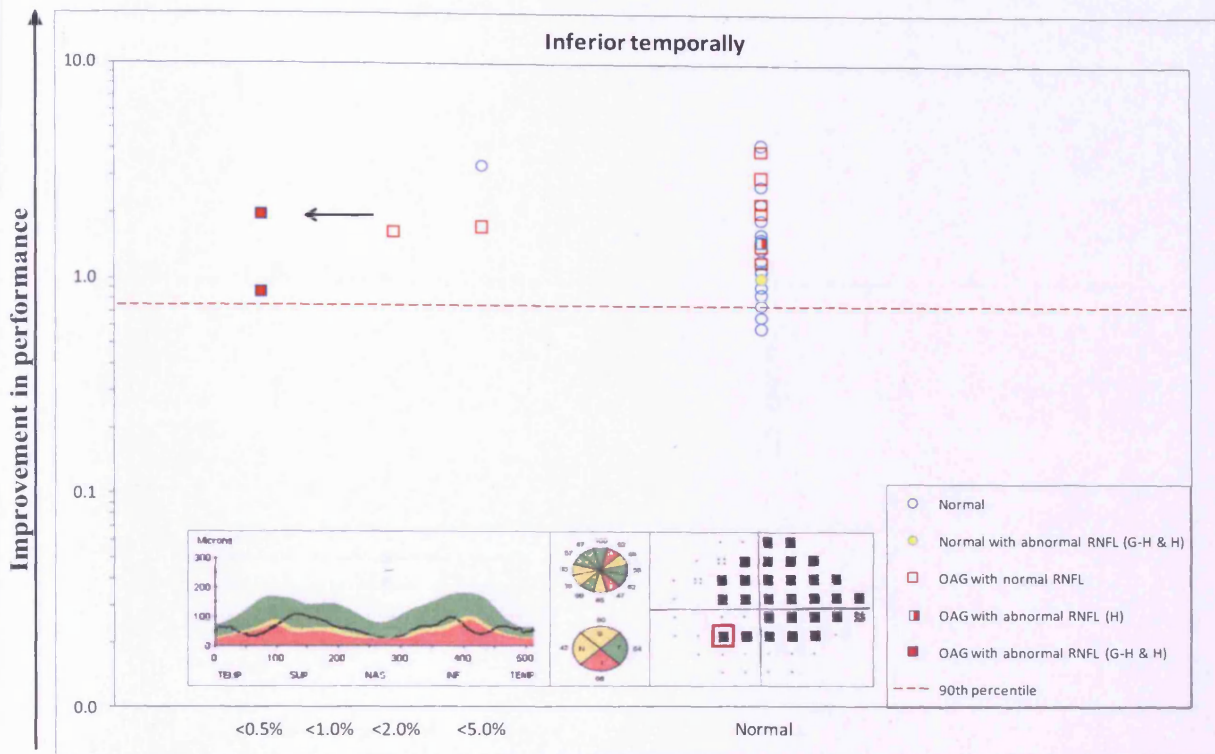 Inferior temporally
Improvement in performance
10.0
1.0
0.1
0.0
<0.5% <1.0% <2.0% <5.0% Normal
Normal
Normal with abnormal RNFL (G-H & H)
OAG with normal RNFL
OAG with abnormal RNFL (H)
OAG with abnormal RNFL (G-H & H)
90th percentile
Microns
300
200
100
0
0 100 200 300 400 500
TEMP SUP NAS INF TEMP